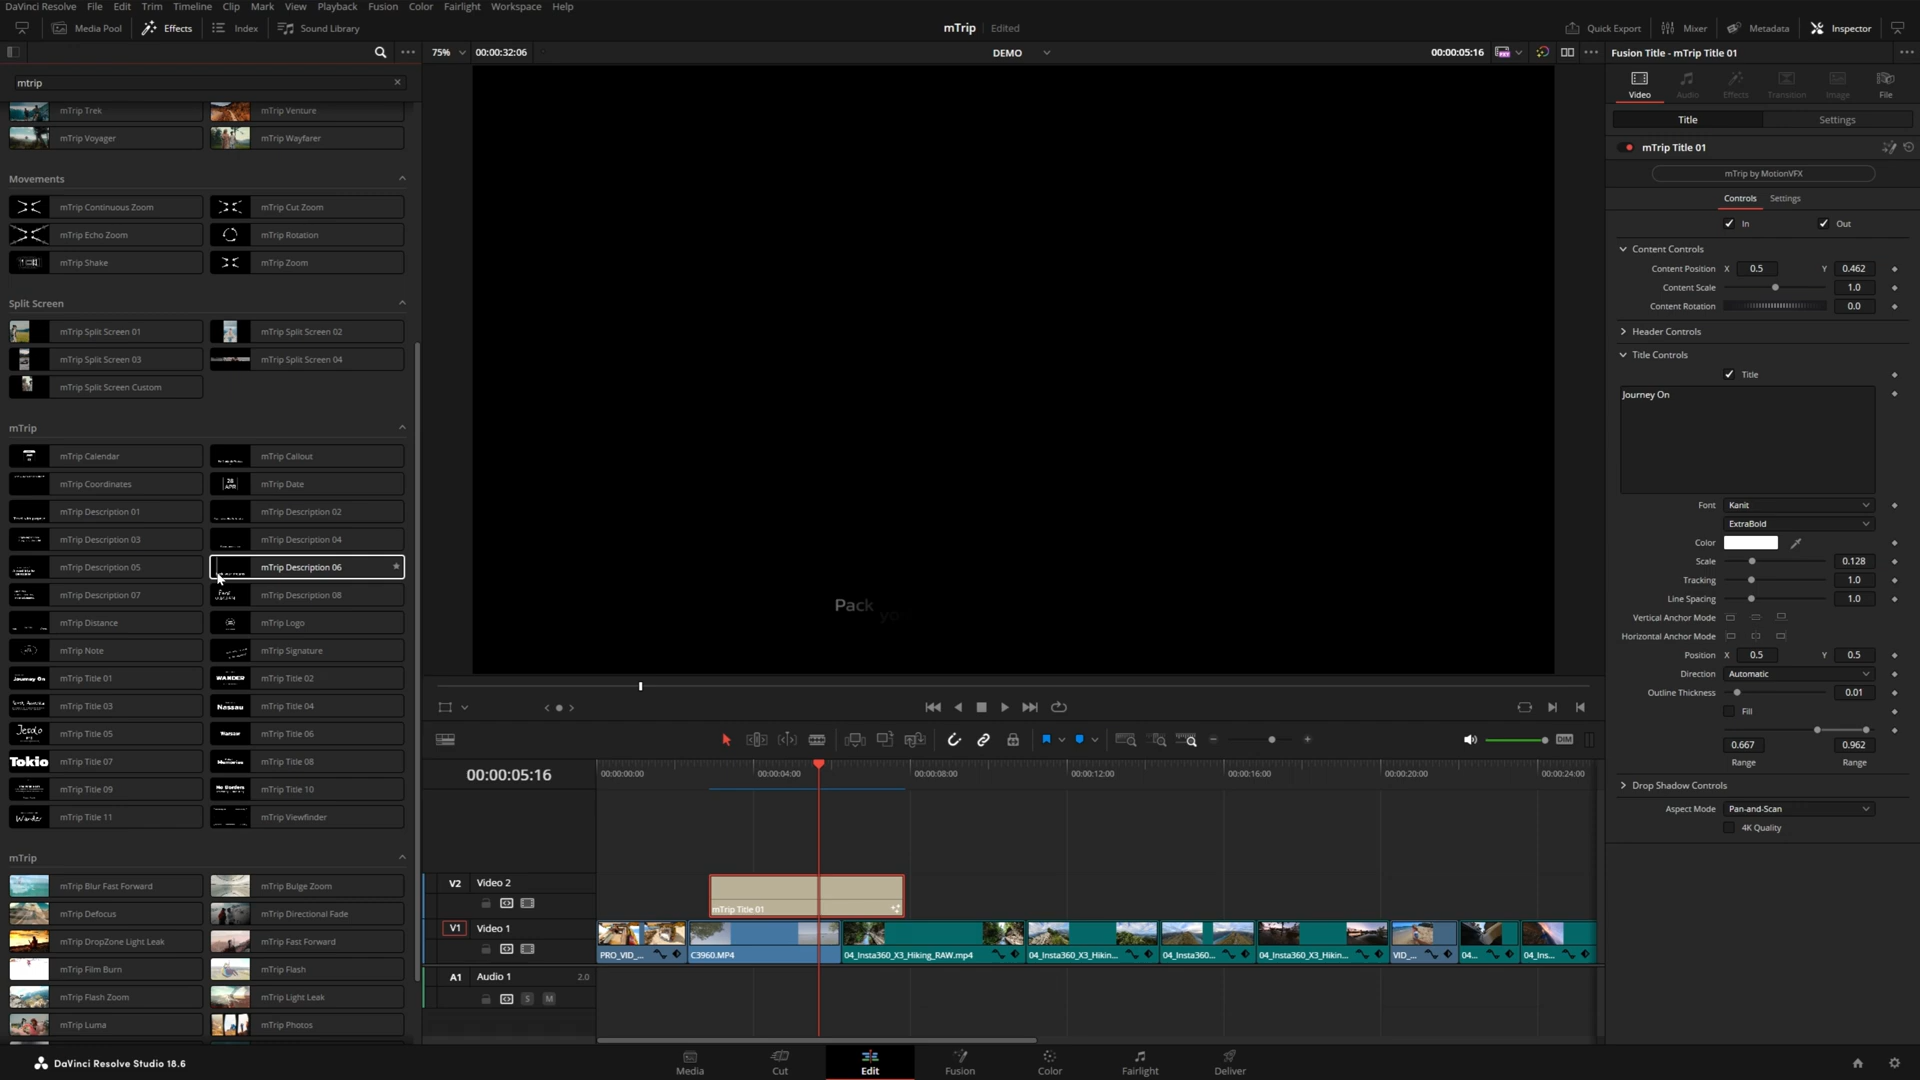 DaVinci Resolve File Edit Trim Timeline Clip Mark View Playback Fusion Color Fairlight Workspace Help
Media Pool Effects Index Sound Library mTrip Edited Quick Export Mixer Metadata Inspector
75% 00:00:32:06 DEMO 00:00:05:16 Fusion Title - mTrip Title 01
mtrip
Video Audio Effects Transition Image File
Title Settings
mTrip Title 01
mTrip by MotionVFX
Controls Settings
In Out
Content Controls
Content Position X 0.5 Y 0.462
Content Scale 1.0
Content Rotation 0.0
Header Controls
Title Controls
Title
Journey On
Font Kanit
ExtraBold
Color
Scale 0.128
Tracking 1.0
Line Spacing 1.0
Vertical Anchor Mode
Horizontal Anchor Mode
Position X 0.5 Y 0.5
Direction Automatic
Outline Thickness 0.01
Fill
0.667 0.962
Range Range
Drop Shadow Controls
Aspect Mode Pan-and-Scan
4K Quality
mTrip Trek mTrip Venture
mTrip Voyager mTrip Wayfarer
Movements
mTrip Continuous Zoom mTrip Cut Zoom
mTrip Echo Zoom mTrip Rotation
mTrip Shake mTrip Zoom
Split Screen
mTrip Split Screen 01 mTrip Split Screen 02
mTrip Split Screen 03 mTrip Split Screen 04
mTrip Split Screen Custom
mTrip
mTrip Calendar mTrip Callout
mTrip Coordinates 28 APR mTrip Date
mTrip Description 01 mTrip Description 02
mTrip Description 03 mTrip Description 04
mTrip Description 05 mTrip Description 06
mTrip Description 07 mTrip Description 08
mTrip Distance mTrip Logo
mTrip Note mTrip Signature
Journey On mTrip Title 01 WANDER mTrip Title 02
mTrip Title 03 Nassau mTrip Title 04
mTrip Title 05 Warsaw mTrip Title 06
Tokio mTrip Title 07 Memories mTrip Title 08
mTrip Title 09 No Borders mTrip Title 10
Wander mTrip Title 11 mTrip Viewfinder
mTrip
mTrip Blur Fast Forward mTrip Bulge Zoom
mTrip Defocus mTrip Directional Fade
mTrip DropZone Light Leak mTrip Fast Forward
mTrip Film Burn mTrip Flash
mTrip Flash Zoom mTrip Light Leak
mTrip Luma mTrip Photos
Pack yo
DIM
00:00:05:16 00:00:00:00 00:00:04:00 00:00:08:00 00:00:12:00 00:00:16:00 00:00:20:00 00:00:24:00
V2 Video 2
mTrip Title 01
V1 Video 1
PRO_VID_... C3960.MP4 04_Insta360_X3_Hiking_RAW.mp4 04_Insta360_X3_Hikin... 04_Insta360... 04_Insta360_X3_Hikin... VID_... 04... 04_Ins...
A1 Audio 1 2.0
S M
DaVinci Resolve Studio 18.6
Media Cut Edit Fusion Color Fairlight Deliver